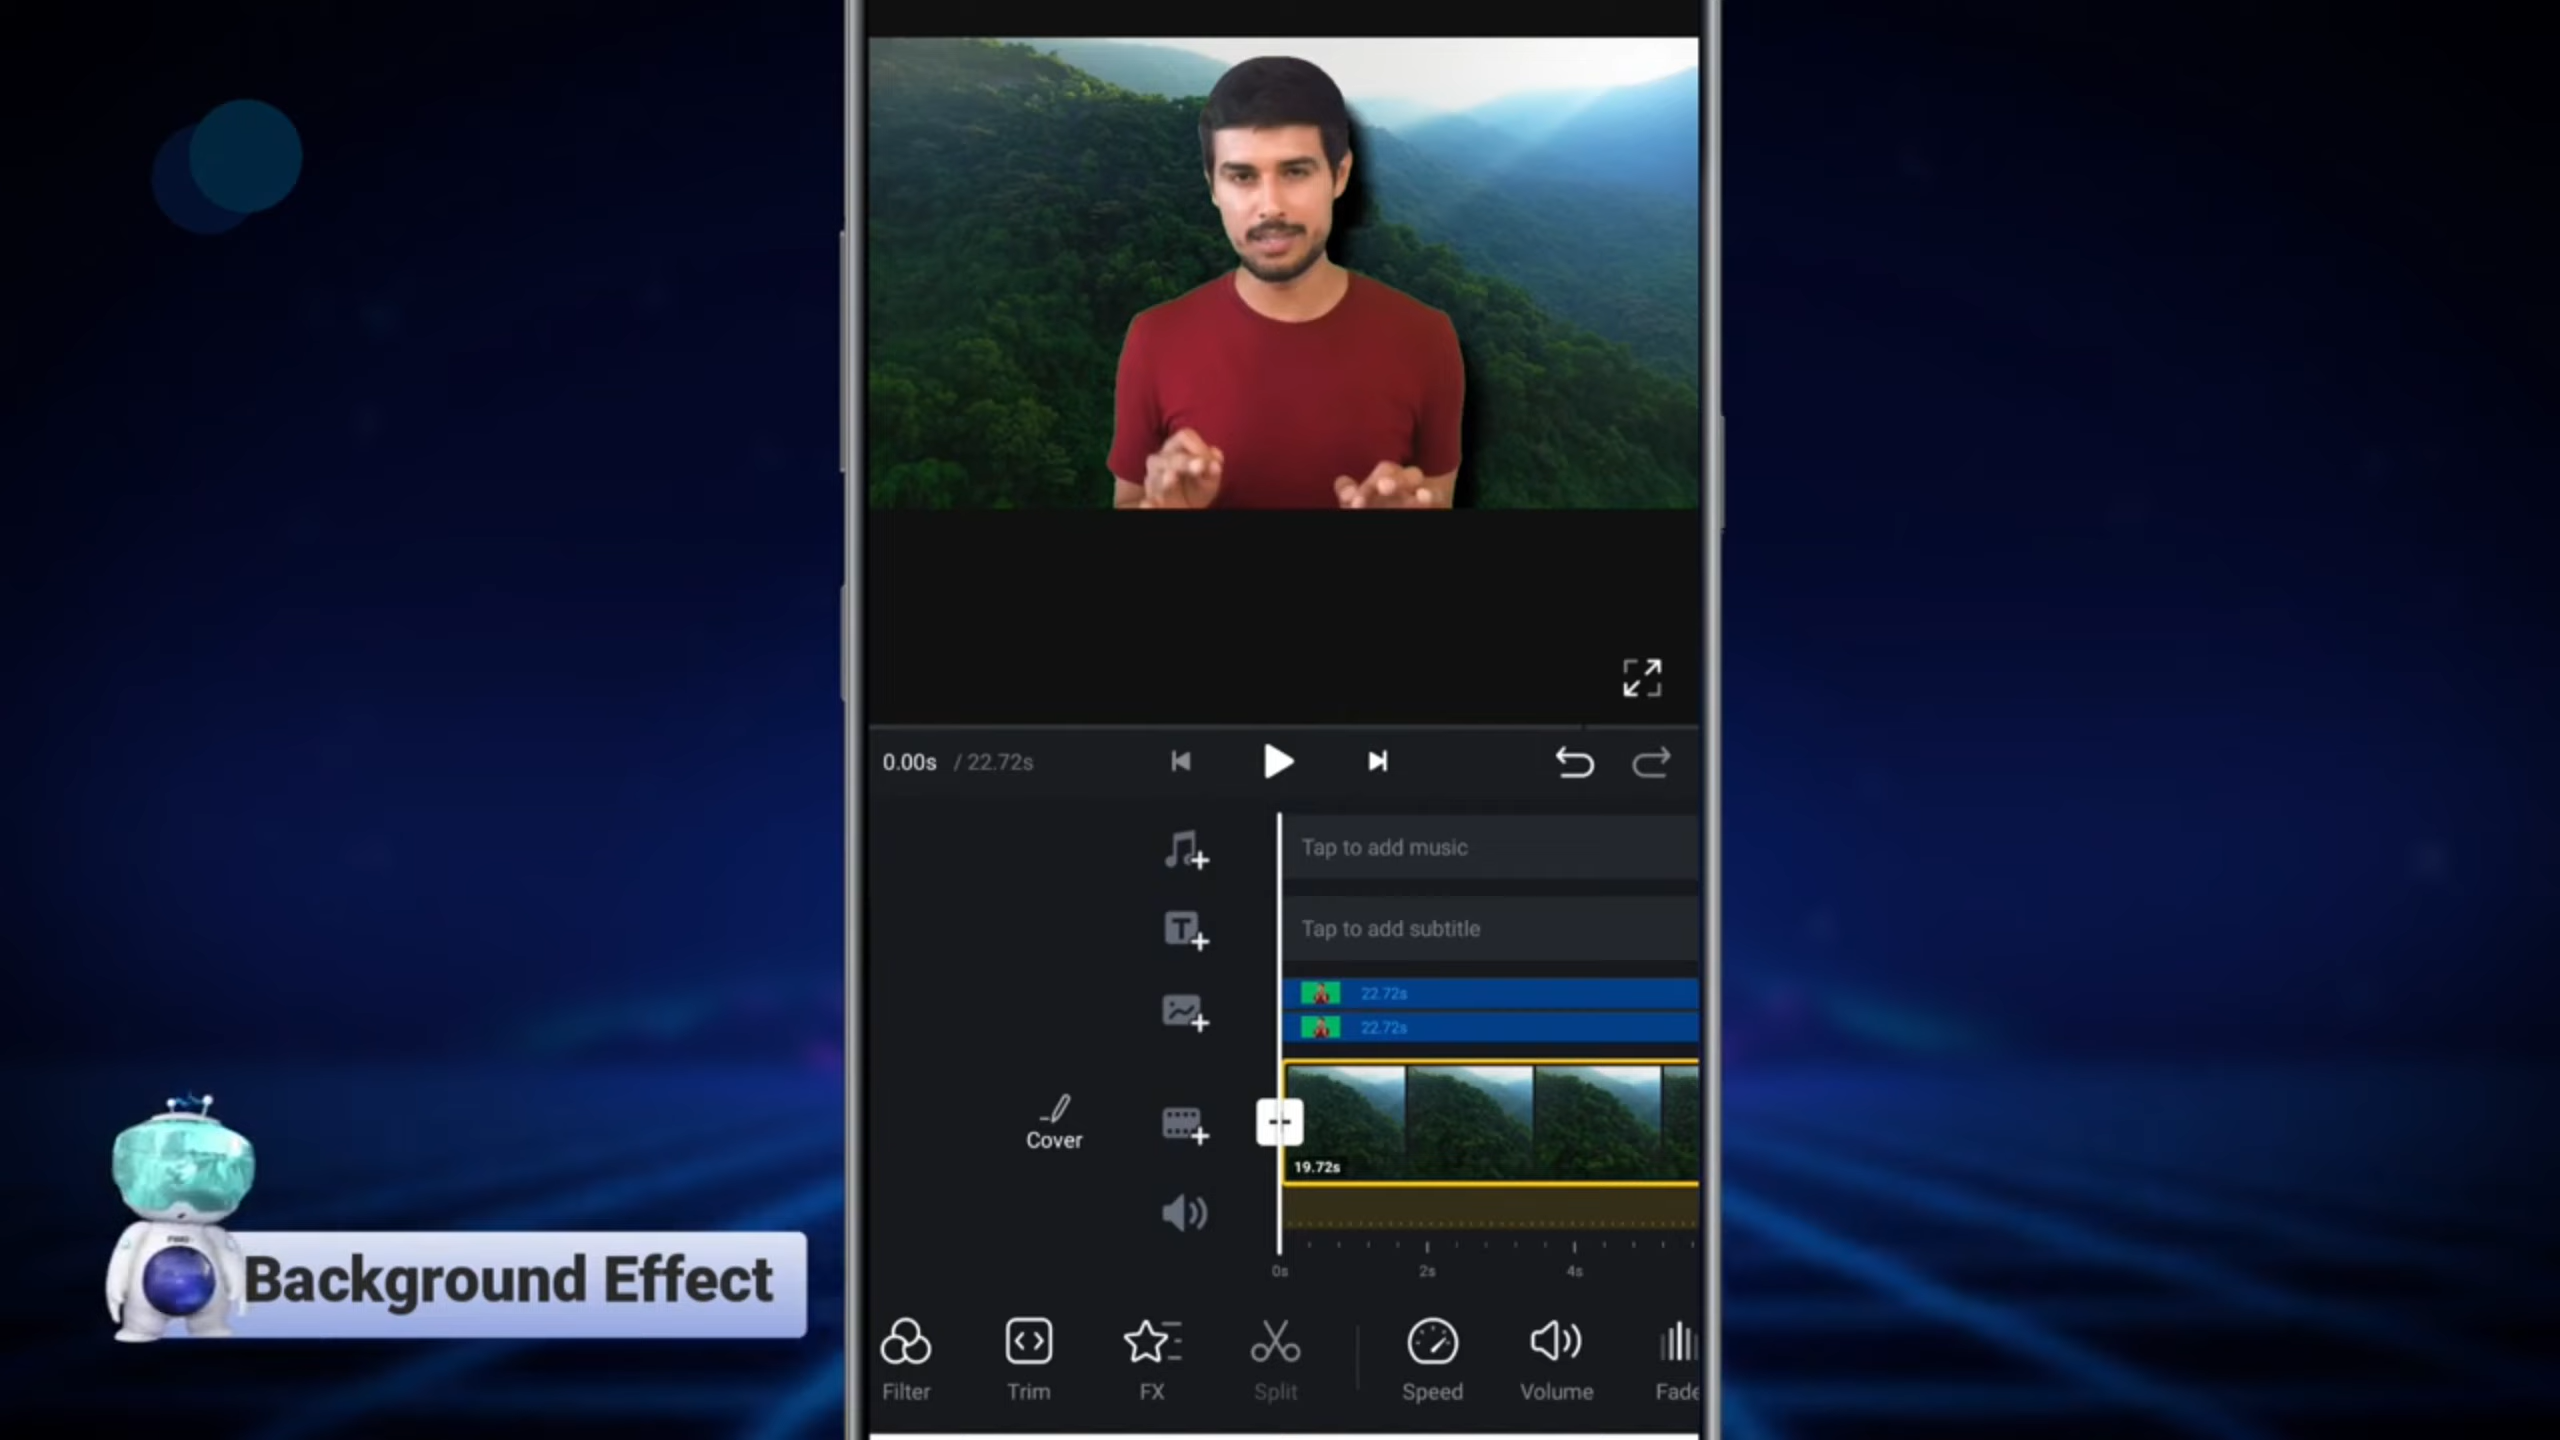 0.00s / 22.72s
Tap to add music
Tap to add subtitle
22.72s
22.72s
Cover
19.72s
0s 2s 4s
Background Effect
Filter Trim FX Split Speed Volume Fade